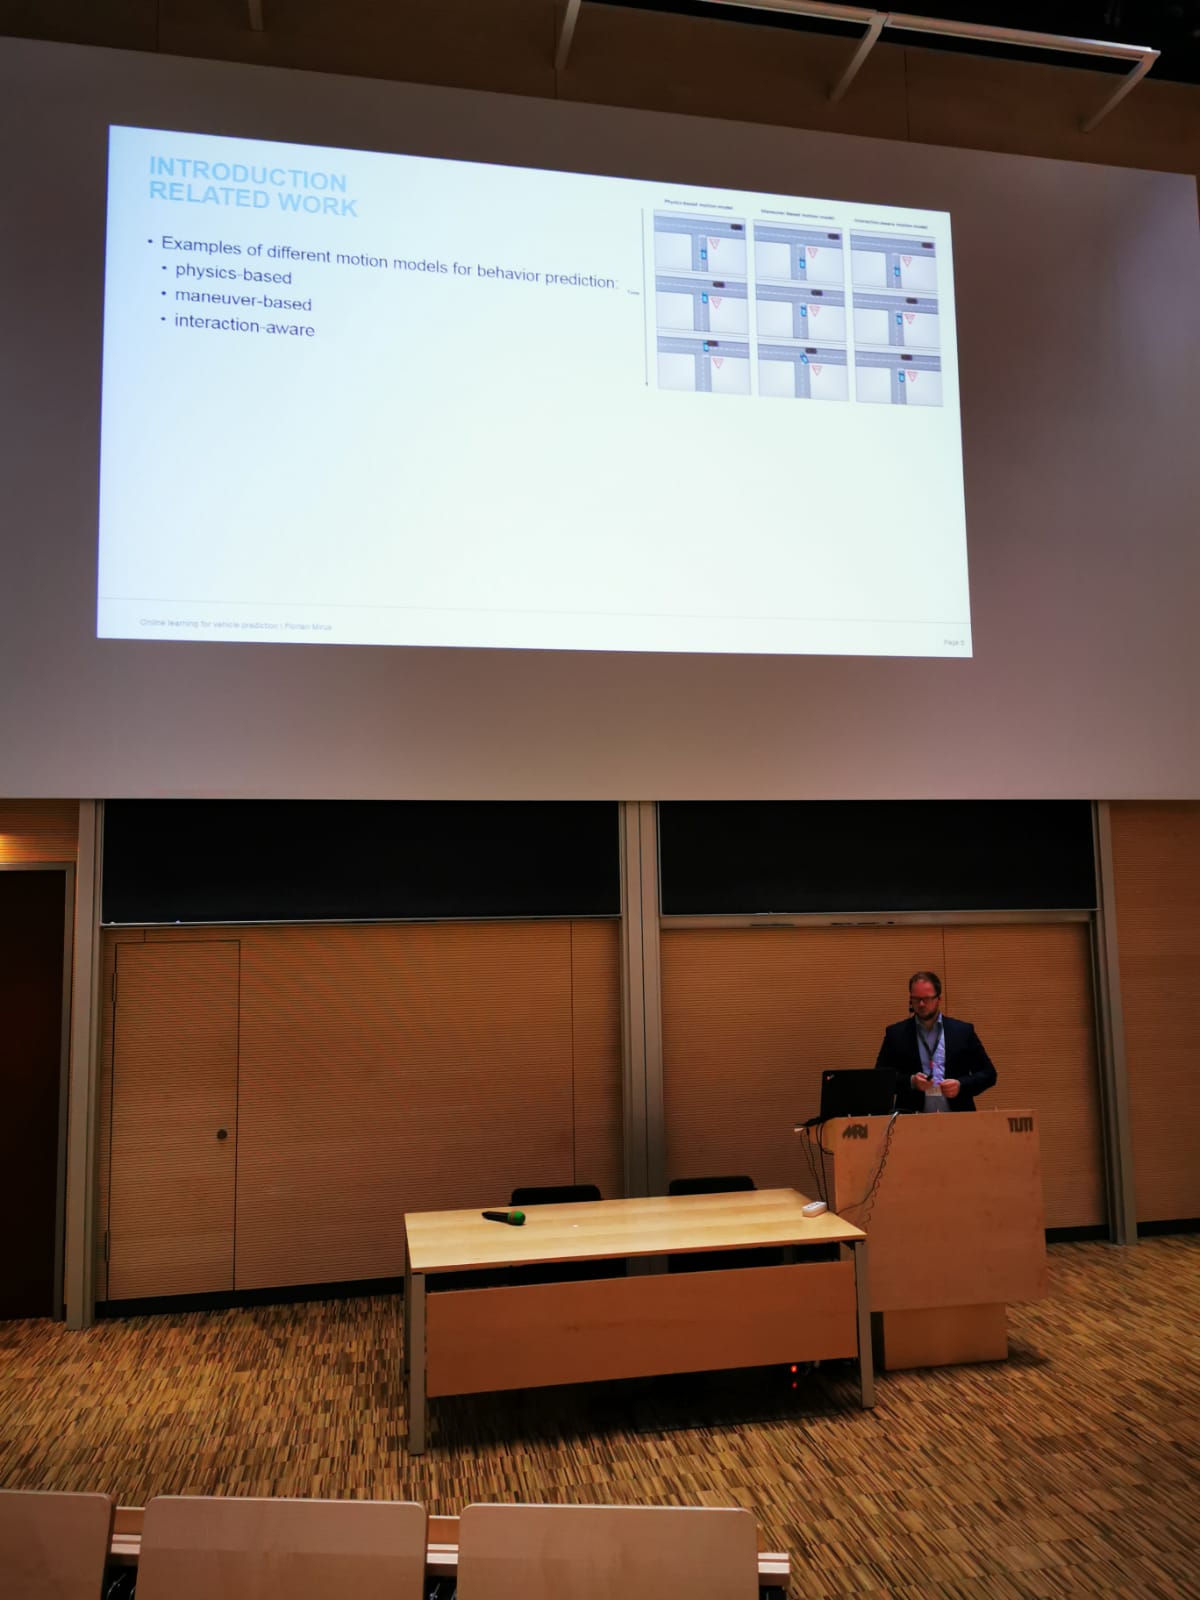 INTRODUCTION
RELATED WORK
• Examples of different motion models for behavior prediction:
• physics-based
• maneuver-based
• interaction-aware
Physics-based motion model
Maneuver-based motion model
Interaction-aware motion model
Time
Online learning for vehicle prediction | Florian Mirus
Page 5
MRI
TUM